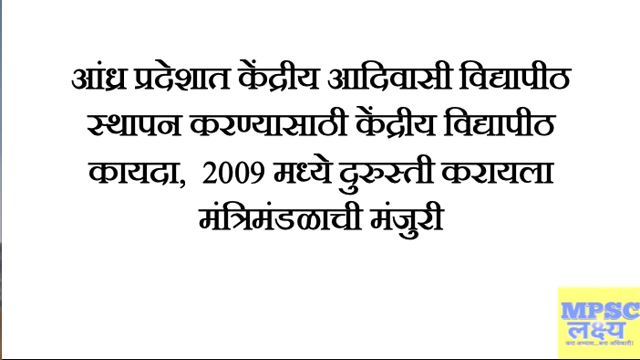 आंध्र प्रदेशात केंद्रीय आदिवासी विद्यापीठ
स्थापन करण्यासाठी केंद्रीय विद्यापीठ
कायदा, 2009 मध्ये दुरुस्ती करायला
मंत्रिमंडळाची मंजुरी
MPSC
लक्ष्य